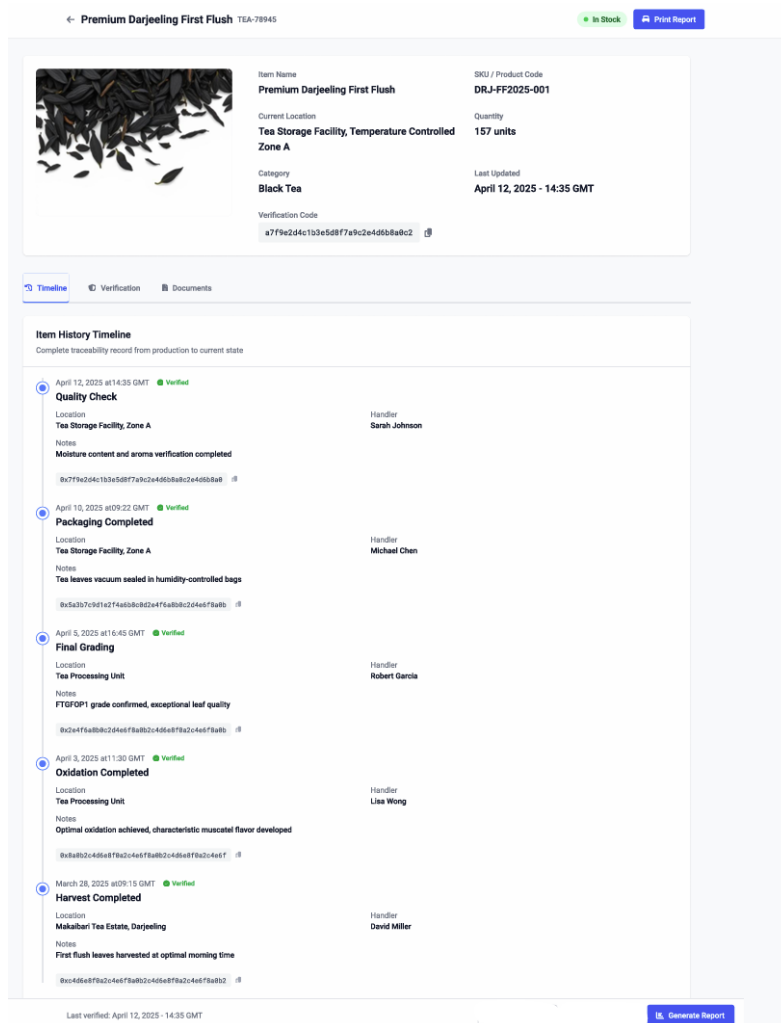 ← Premium Darjeeling First Flush TEA-78945
In Stock
Print Report
Item Name
Premium Darjeeling First Flush
SKU / Product Code
DRJ-FF2025-001
Current Location
Tea Storage Facility, Temperature Controlled
Zone A
Quantity
157 units
Category
Black Tea
Last Updated
April 12, 2025 - 14:35 GMT
Verification Code
a7f9e2d4c1b3e5d8f7a9c2e4d6b8a0c2
Timeline
Verification
Documents
Item History Timeline
Complete traceability record from production to current state
April 12, 2025 at14:35 GMT Verified
Quality Check
Location
Tea Storage Facility, Zone A
Handler
Sarah Johnson
Notes
Moisture content and aroma verification completed
0x7f9e2d4c1b3e5d8f7a9c2e4d6b8a0c2e4d6b8a0
April 10, 2025 at09:22 GMT Verified
Packaging Completed
Location
Tea Storage Facility, Zone A
Handler
Michael Chen
Notes
Tea leaves vacuum sealed in humidity-controlled bags
0x5a3b7c9d1e2f4a6b8c0d2e4f6a8b0c2d4e6f8a0b
April 5, 2025 at16:45 GMT Verified
Final Grading
Location
Tea Processing Unit
Handler
Robert Garcia
Notes
FTGFOP1 grade confirmed, exceptional leaf quality
0x2e4f6a8b0c2d4e6f8a0b2c4d6e8f0a2c4e6f8a0b
April 3, 2025 at11:30 GMT Verified
Oxidation Completed
Location
Tea Processing Unit
Handler
Lisa Wong
Notes
Optimal oxidation achieved, characteristic muscatel flavor developed
0x8a0b2c4d6e8f0a2c4e6f8a0b2c4d6e8f0a2c4e6f
March 28, 2025 at09:15 GMT Verified
Harvest Completed
Location
Makaibari Tea Estate, Darjeeling
Handler
David Miller
Notes
First flush leaves harvested at optimal morning time
0xc4d6e8f0a2c4e6f8a0b2c4d6e8f0a2c4e6f8a0b2
Last verified: April 12, 2025 - 14:35 GMT
Generate Report